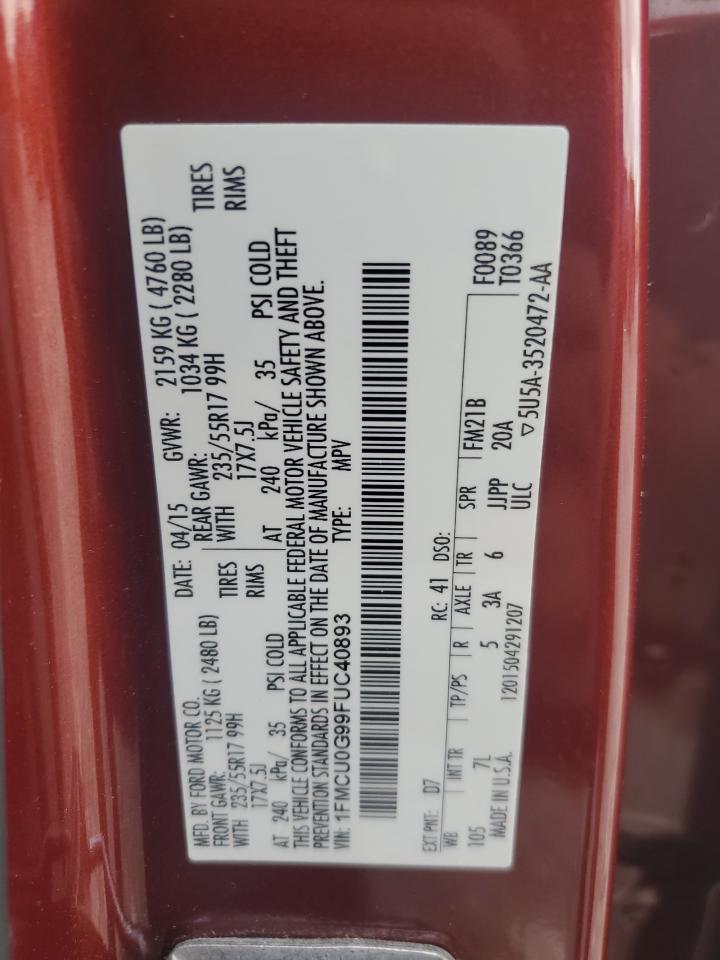 MFD. BY FORD MOTOR CO. DATE: 04/15 GVWR: 2159 KG ( 4760 LB)
FRONT GAWR: 1125 KG ( 2480 LB) REAR GAWR: 1034 KG ( 2280 LB)
WITH 235/55R17 99H TIRES WITH 235/55R17 99H TIRES
17X7.5J RIMS 17X7.5J RIMS
AT 240 kPa/ 35 PSI COLD AT 240 kPa/ 35 PSI COLD
THIS VEHICLE CONFORMS TO ALL APPLICABLE FEDERAL MOTOR VEHICLE SAFETY AND THEFT
PREVENTION STANDARDS IN EFFECT ON THE DATE OF MANUFACTURE SHOWN ABOVE.
VIN: 1FMCU0G99FUC40893 TYPE: MPV
EXT PNT: D7 RC: 41 DSO: FM21B F0089
WB INT TR TP/PS R AXLE TR SPR 20A T0366
105 7L 5 3A 6 JJPP
MADE IN U.S.A. 1201504291207 ULC ▽5U5A-3520472-AA